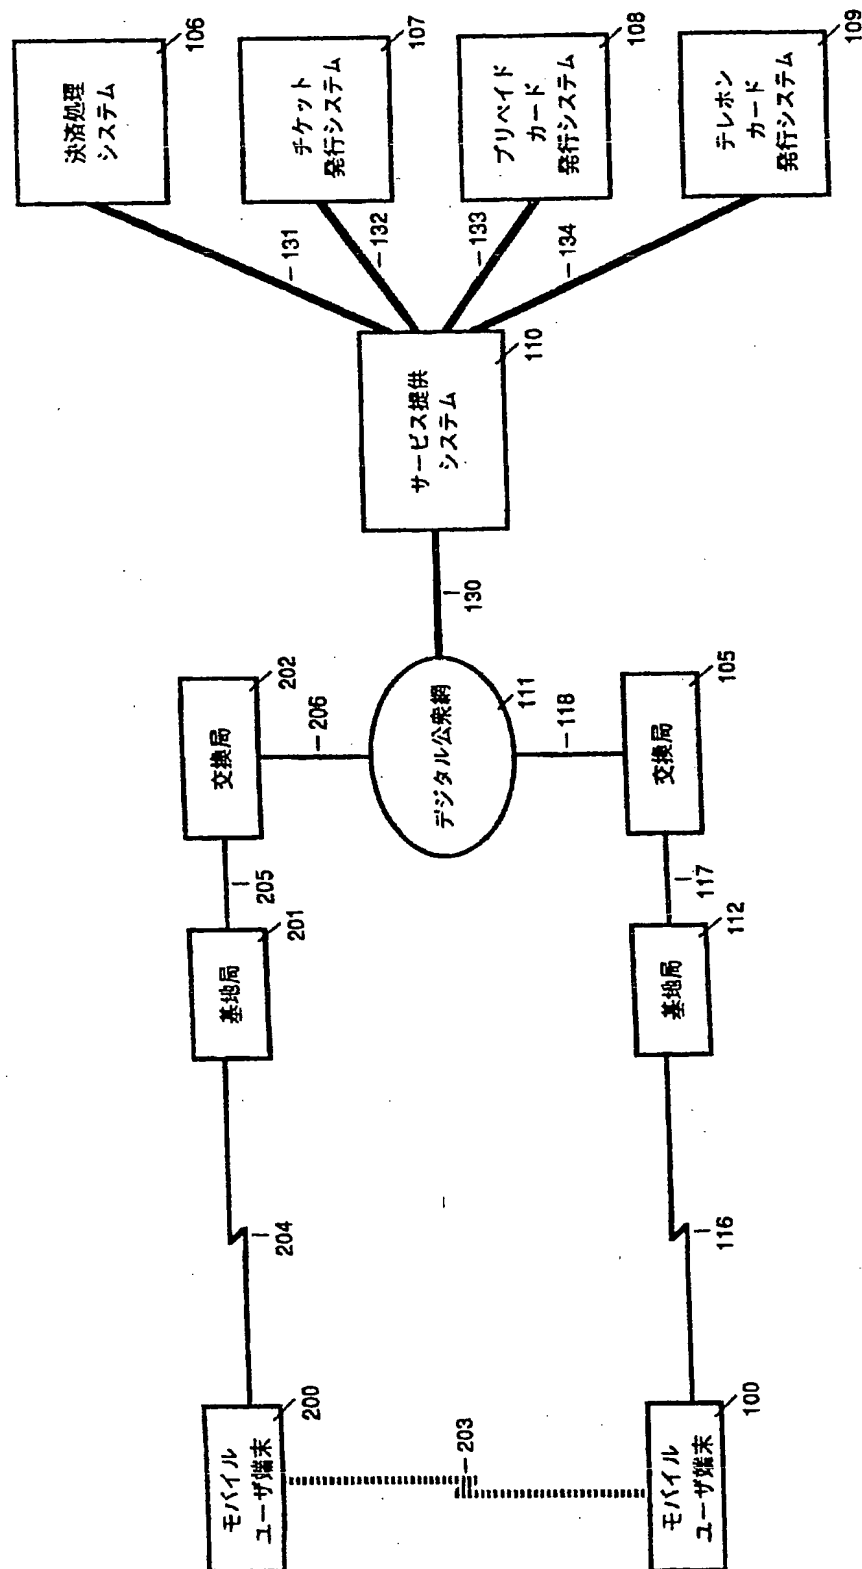 決済処理
システム
106
チケット
発行システム
107
プリペイド
カード
発行システム
108
テレホン
カード
発行システム
109
131
132
133
134
サービス提供
システム
110
130
デジタル公衆網
111
交換局
202
206
交換局
105
118
205
117
基地局
201
基地局
112
204
116
モバイル
ユーザ端末
200
203
モバイル
ユーザ端末
100